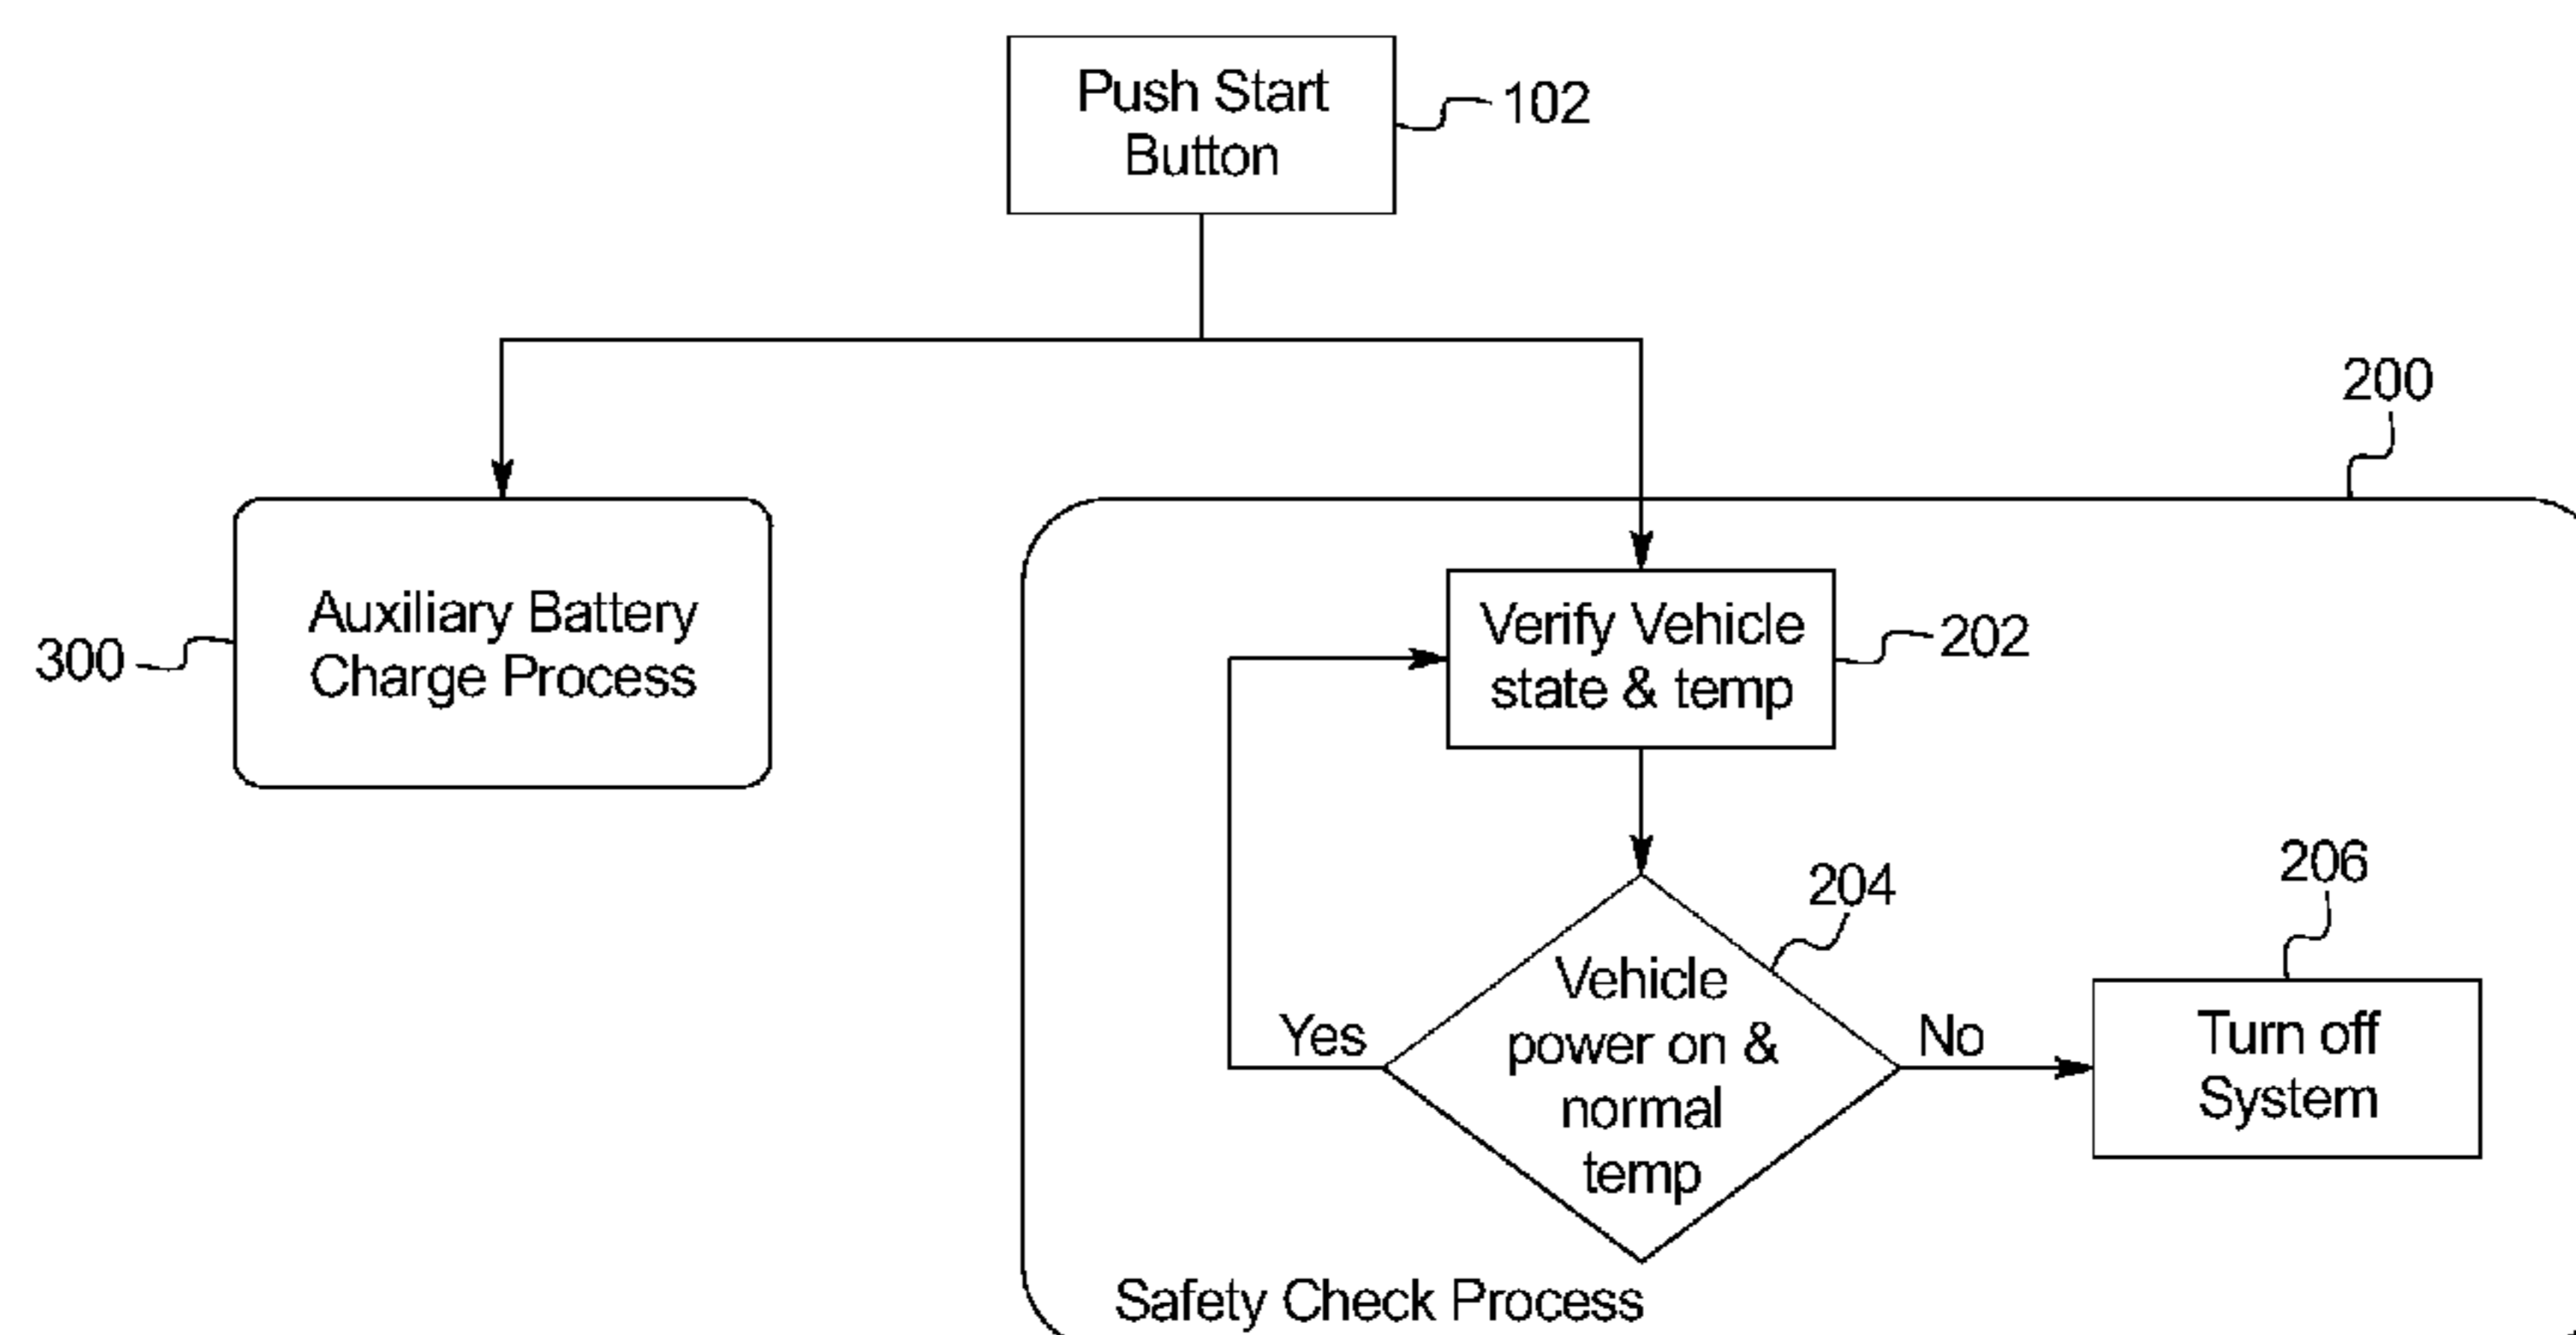 Push Start
Button
102
200
Auxiliary Battery
Charge Process
300
Verify Vehicle
state & temp
202
204
206
Vehicle
power on &
normal
temp
Yes
No
Turn off
System
Safety Check Process